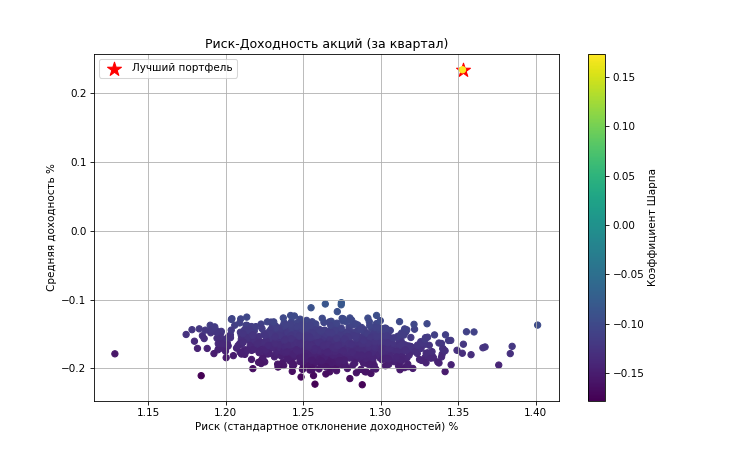 Риск-Доходность акций (за квартал)
Лучший портфель
Средняя доходность %
0.2
0.1
0.0
−0.1
−0.2
1.15 1.20 1.25 1.30 1.35 1.40
Риск (стандартное отклонение доходностей) %
0.15
0.10
0.05
0.00
−0.05
−0.10
−0.15
Коэффициент Шарпа